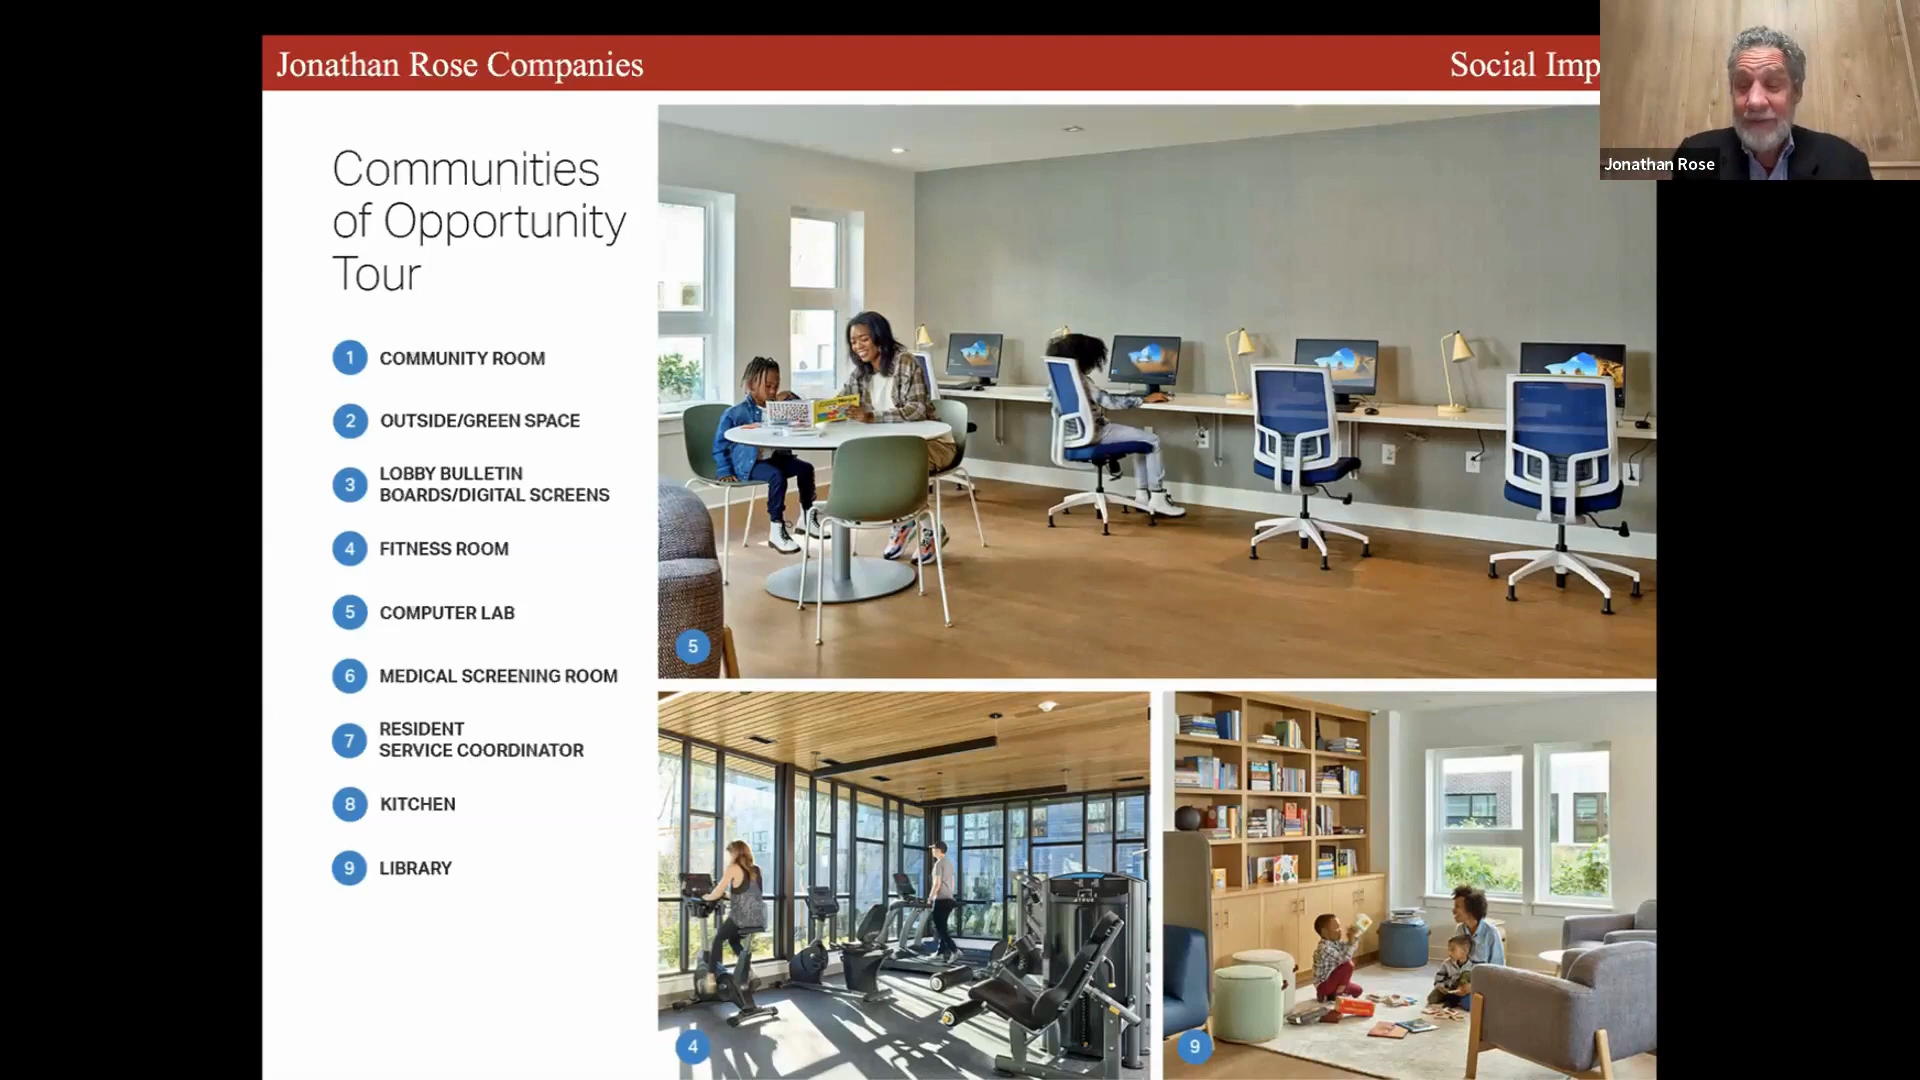 Jonathan Rose Companies
Social Imp
Jonathan Rose
Communities
of Opportunity
Tour
1 COMMUNITY ROOM
2 OUTSIDE/GREEN SPACE
3 LOBBY BULLETIN
BOARDS/DIGITAL SCREENS
4 FITNESS ROOM
5 COMPUTER LAB
6 MEDICAL SCREENING ROOM
7 RESIDENT
SERVICE COORDINATOR
8 KITCHEN
9 LIBRARY
5
4
9